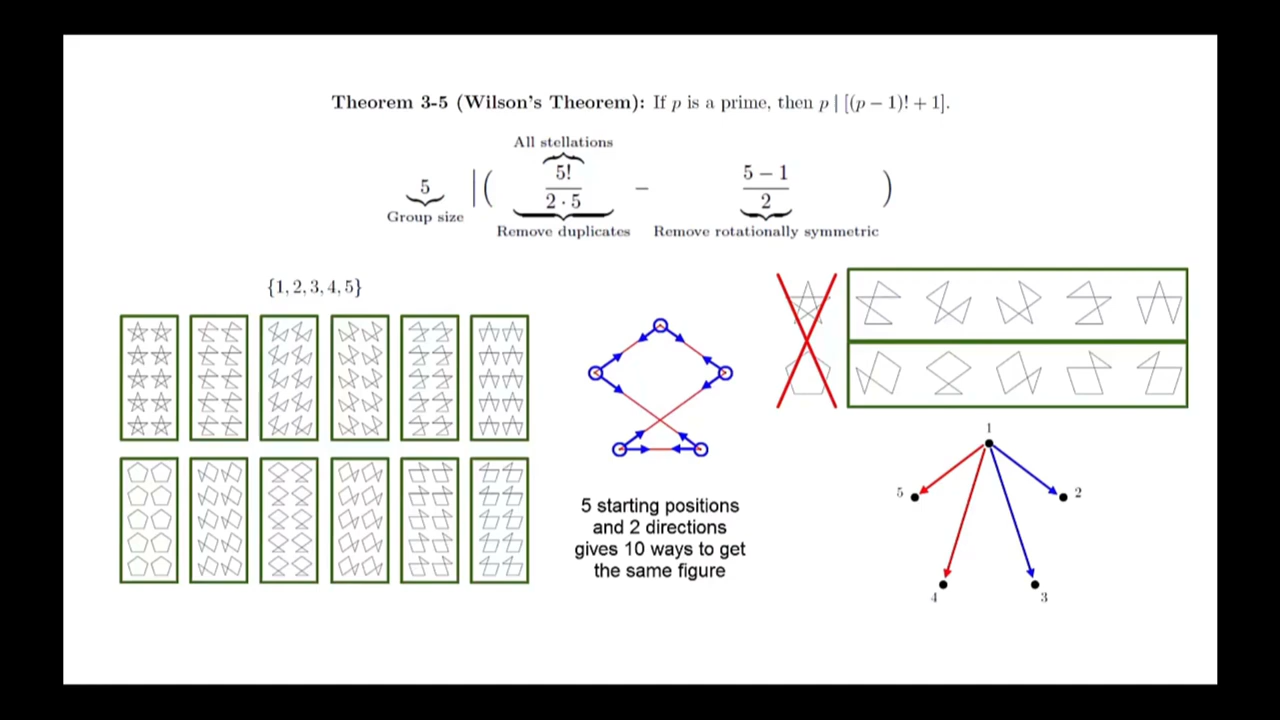 Theorem 3-5 (Wilson's Theorem): If p is a prime, then p | [(p − 1)! + 1].
All stellations
5 | ( 5! / 2 · 5 − 5 − 1 / 2 )
Group size
Remove duplicates
Remove rotationally symmetric
{1, 2, 3, 4, 5}
5 starting positions
and 2 directions
gives 10 ways to get
the same figure
1
5
2
4
3